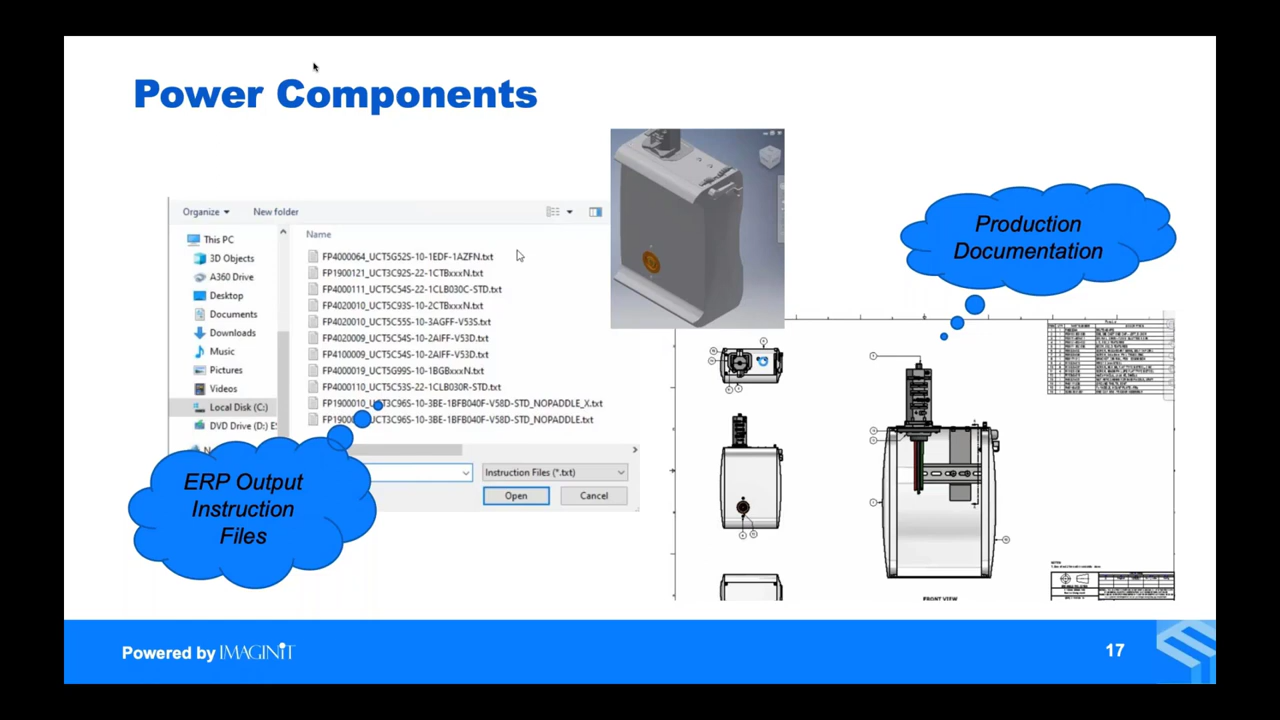 Power Components
Organize
New folder
This PC
3D Objects
A360 Drive
Desktop
Documents
Downloads
Music
Pictures
Videos
Local Disk (C:)
DVD Drive (D:) E
Name
FP4000064_UCT5G52S-10-1EDF-1AZFN.txt
FP1900121_UCT3C92S-22-1CTBxxxN.txt
FP4000111_UCT5C54S-22-1CLB030C-STD.txt
FP4020010_UCT5C93S-10-2CTBxxxN.txt
FP4020010_UCT5C55S-10-3AGFF-V53S.txt
FP4020009_UCT5C54S-10-2AIFF-V53D.txt
FP4100009_UCT5C54S-10-2AIFF-V53D.txt
FP4000019_UCT5G99S-10-1BGBxxxN.txt
FP4000110_UCT5C53S-22-1CLB030R-STD.txt
FP1900010_UCT3C96S-10-3BE-1BFB040F-V58D-STD_NOPADDLE_X.txt
FP190 UCT3C96S-10-3BE-1BFB040F-V58D-STD_NOPADDLE.txt
Instruction Files (*.txt)
Open
Cancel
ERP Output
Instruction
Files
Production
Documentation
FRONT VIEW
Powered by IMAGINiT
17